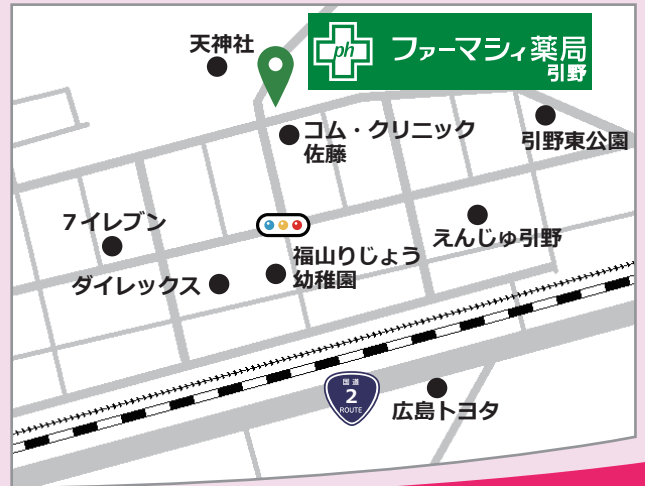 天神社
ph
ファーマシィ薬局
引野
コム・クリニック
佐藤
引野東公園
7イレブン
えんじゅ引野
福山りじょう
幼稚園
ダイレックス
国道
2
ROUTE
広島トヨタ